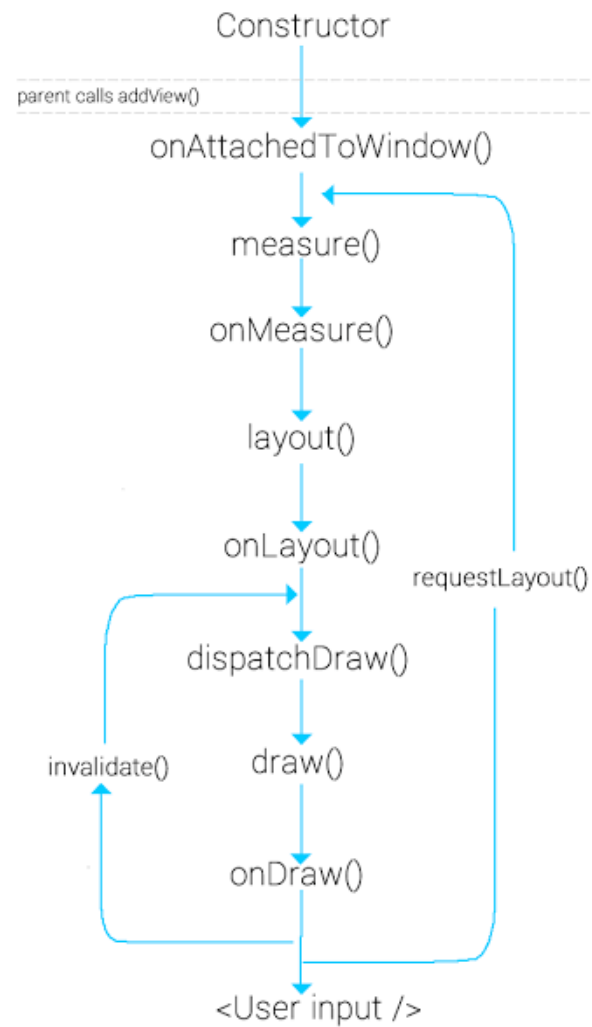 Constructor
parent calls addView()
onAttachedToWindow()
measure()
onMeasure()
layout()
onLayout()
requestLayout()
dispatchDraw()
invalidate()
draw()
onDraw()
<User input />